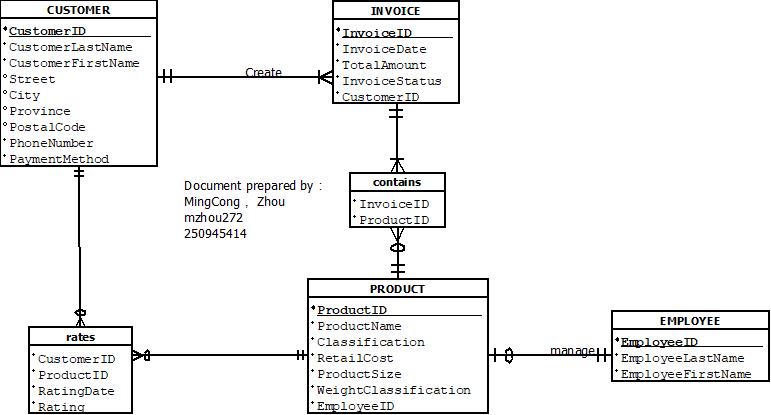 CUSTOMER
*CustomerID
*CustomerLastName
*CustomerFirstName
°Street
°City
°Province
°PostalCode
*PhoneNumber
*PaymentMethod
Create
INVOICE
*InvoiceID
*InvoiceDate
*TotalAmount
*InvoiceStatus
*CustomerID
Document prepared by :
MingCong , Zhou
mzhou272
250945414
contains
*InvoiceID
*ProductID
rates
*CustomerID
*ProductID
*RatingDate
*Rating
PRODUCT
*ProductID
*ProductName
*Classification
*RetailCost
*ProductSize
*WeightClassification
*EmployeeID
manage
EMPLOYEE
*EmployeeID
*EmployeeLastName
*EmployeeFirstName